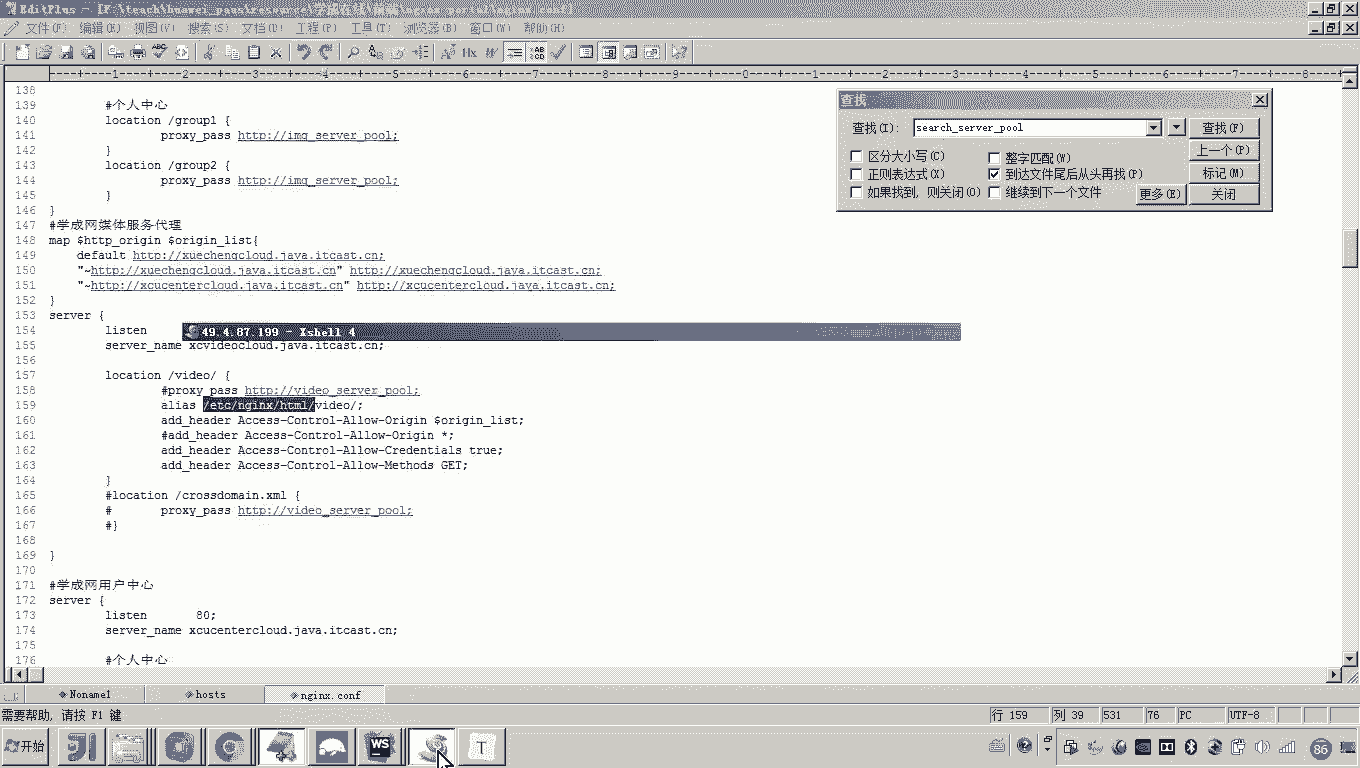 EditPlus - [F:\teach\huawei_paus\resource\学成在线\前端\nginx_portal\nginx.conf]
文件(F) 编辑(E) 视图(V) 搜索(S) 文档(D) 工程(P) 工具(T) 浏览器(B) 窗口(W) 帮助(H)
查找
查找(I): search_server_pool 查找(F)
上一个(P)
区分大小写(C) 整字匹配(W)
正则表达式(X) 到达文件尾后从头再找(P) 标记(M)
如果找到, 则关闭(O) 继续到下一个文件 更多(E) 关闭
138
139 #个人中心
140 location /group1 {
141 proxy_pass http://img_server_pool;
142 }
143 location /group2 {
144 proxy_pass http://img_server_pool;
145 }
146 }
147 #学成网媒体服务代理
148 map $http_origin $origin_list{
149 default http://xuechengcloud.java.itcast.cn;
150 "~http://xuechengcloud.java.itcast.cn" http://xuechengcloud.java.itcast.cn;
151 "~http://xcucentercloud.java.itcast.cn" http://xcucentercloud.java.itcast.cn;
152 }
153 server {
154 listen
49.4.87.199 - Xshell 4
155 server_name xcvideocloud.java.itcast.cn;
156
157 location /video/ {
158 #proxy_pass http://video_server_pool;
159 alias /etc/nginx/html/video/;
160 add_header Access-Control-Allow-Origin $origin_list;
161 #add_header Access-Control-Allow-Origin *;
162 add_header Access-Control-Allow-Credentials true;
163 add_header Access-Control-Allow-Methods GET;
164 }
165 #location /crossdomain.xml {
166 # proxy_pass http://video_server_pool;
167 #}
168
169 }
170
171 #学成网用户中心
172 server {
173 listen 80;
174 server_name xcucentercloud.java.itcast.cn;
175
176 #个人中心
Noname1 hosts nginx.conf
需要帮助, 请按 F1 键 行 159 列 39 531 76 PC UTF-8
开始 WS T 86